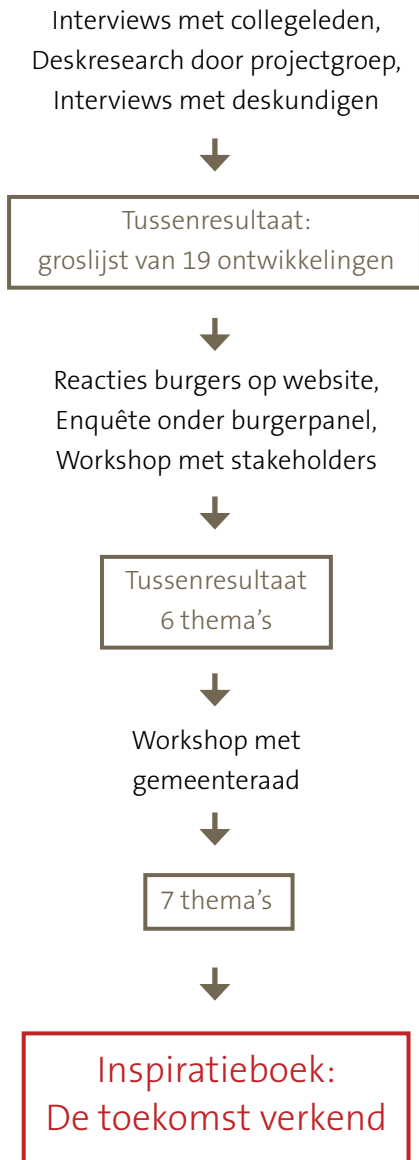 Interviews met collegeleden,
Deskresearch door projectgroep,
Interviews met deskundigen
Tussenresultaat:
groslijst van 19 ontwikkelingen
Reacties burgers op website,
Enquête onder burgerpanel,
Workshop met stakeholders
Tussenresultaat
6 thema's
Workshop met
gemeenteraad
7 thema's
Inspiratieboek:
De toekomst verkend